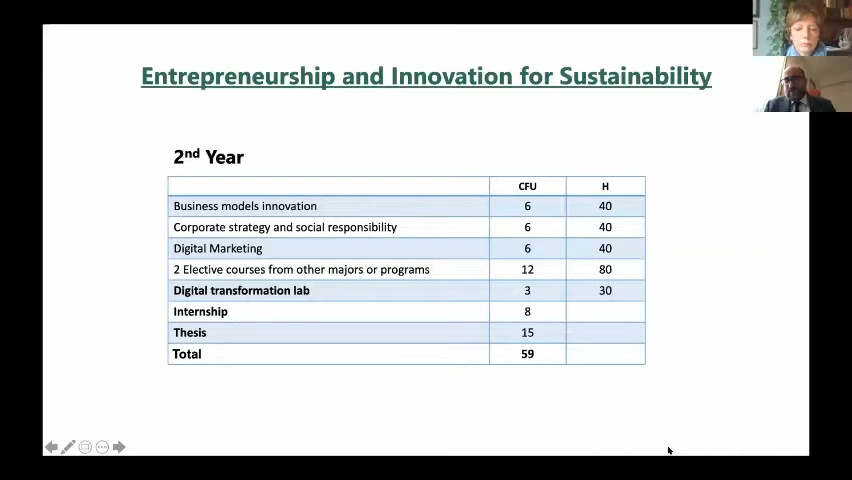 Entrepreneurship and Innovation for Sustainability
2nd Year
CFU H
Business models innovation 6 40
Corporate strategy and social responsibility 6 40
Digital Marketing 6 40
2 Elective courses from other majors or programs 12 80
Digital transformation lab 3 30
Internship 8
Thesis 15
Total 59